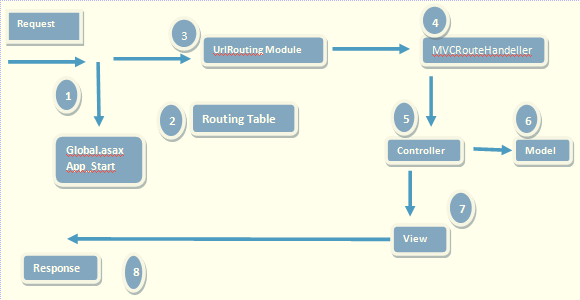 Request
1
Global.asax
App_Start
2
Routing Table
3
UrlRouting Module
4
MVCRouteHandeller
5
Controller
6
Model
7
View
8
Response